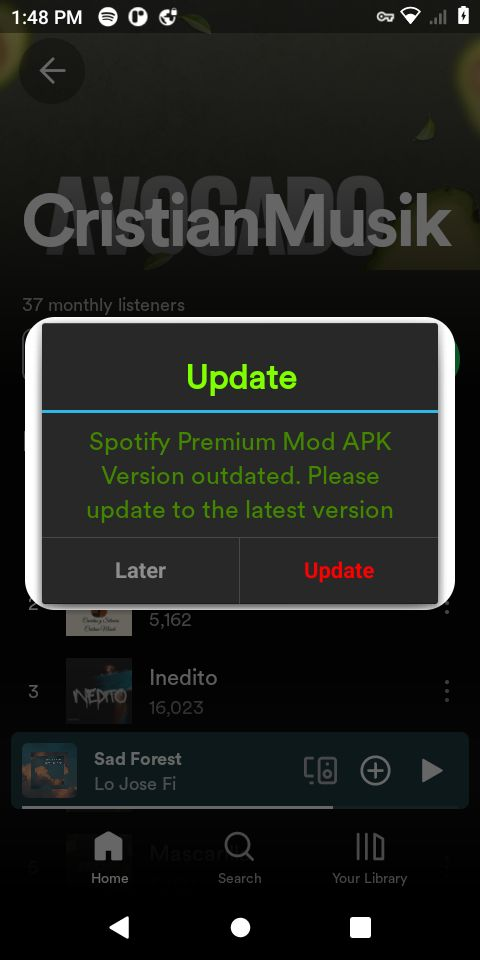 1:48 PM
AVOCADO
CristianMusik
37 monthly listeners
Update
Spotify Premium Mod APK
Version outdated. Please
update to the latest version
Later
Update
2
5,162
3
INEDITO
Inedito
16,023
Sad Forest
Lo Jose Fi
Home
Search
Your Library